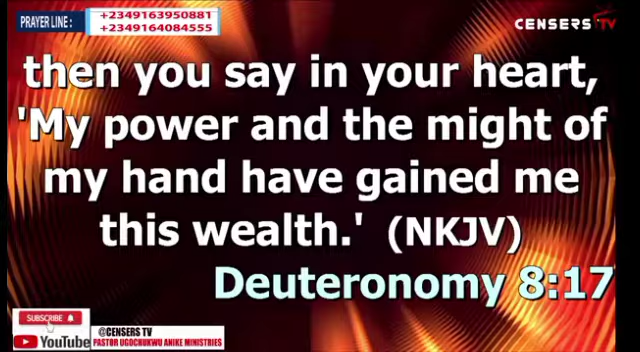 PRAYER LINE :
+2349163950881
+2349164084555
CENSERS TV
then you say in your heart,
'My power and the might of
my hand have gained me
this wealth.' (NKJV)
Deuteronomy 8:17
SUBSCRIBE
YouTube
@CENSERS TV
PASTOR UGOCHUKWU ANIKE MINISTRIES